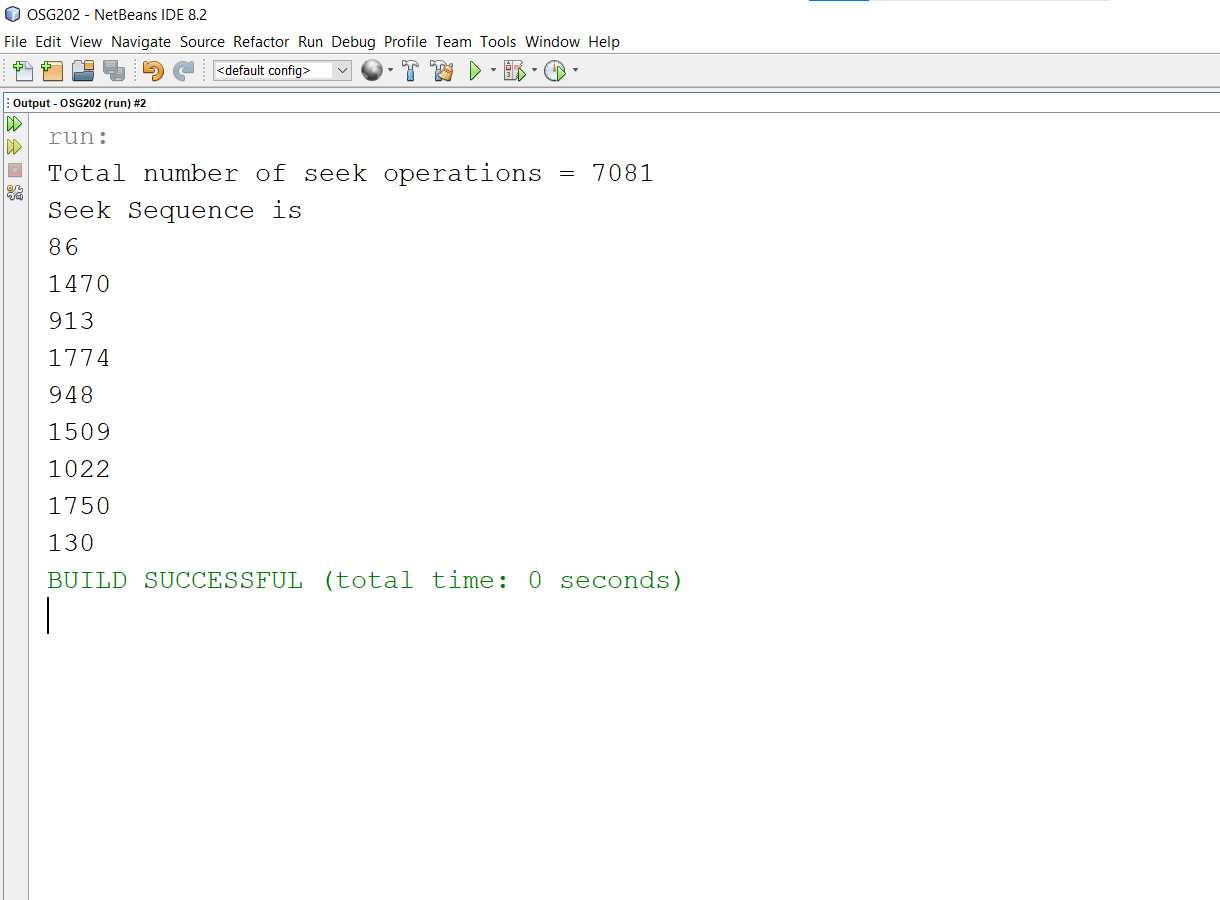 OSG202 - NetBeans IDE 8.2
File Edit View Navigate Source Refactor Run Debug Profile Team Tools Window Help
<default config>
Output - OSG202 (run) #2
run:
Total number of seek operations = 7081
Seek Sequence is
86
1470
913
1774
948
1509
1022
1750
130
BUILD SUCCESSFUL (total time: 0 seconds)